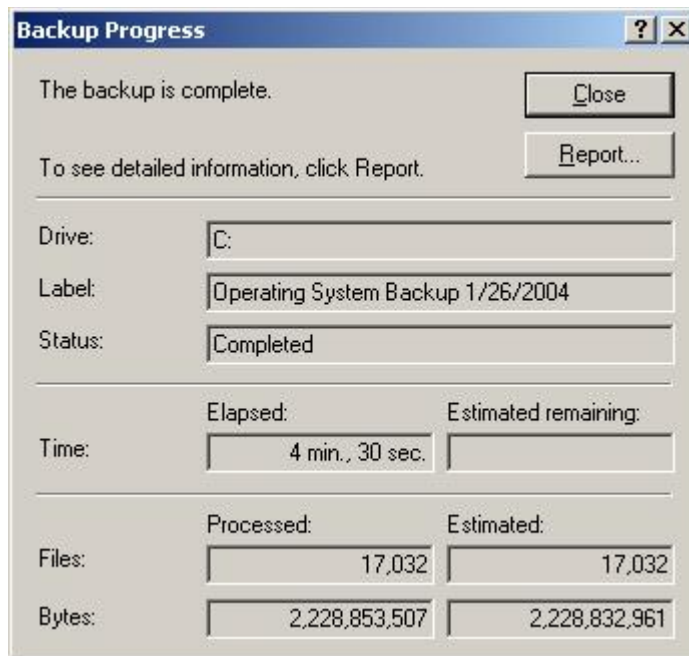 Backup Progress
The backup is complete.
Close
To see detailed information, click Report.
Report...
Drive: C:
Label: Operating System Backup 1/26/2004
Status: Completed
Elapsed: Estimated remaining:
Time: 4 min., 30 sec.
Processed: Estimated:
Files: 17,032 17,032
Bytes: 2,228,853,507 2,228,832,961